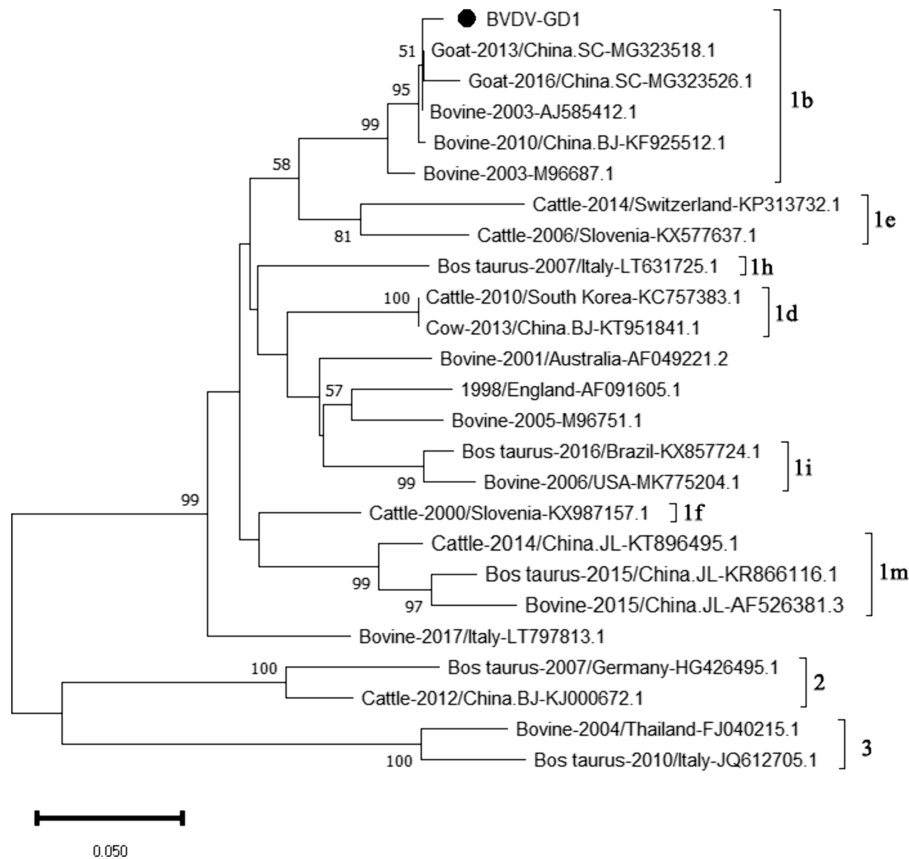 BVDV-GD1
51
Goat-2013/China.SC-MG323518.1
Goat-2016/China.SC-MG323526.1
1b
95
Bovine-2003-AJ585412.1
99
Bovine-2010/China.BJ-KF925512.1
58
Bovine-2003-M96687.1
Cattle-2014/Switzerland-KP313732.1
1e
81
Cattle-2006/Slovenia-KX577637.1
Bos taurus-2007/Italy-LT631725.1
1h
100
Cattle-2010/South Korea-KC757383.1
1d
Cow-2013/China.BJ-KT951841.1
Bovine-2001/Australia-AF049221.2
57
1998/England-AF091605.1
Bovine-2005-M96751.1
Bos taurus-2016/Brazil-KX857724.1
1i
99
Bovine-2006/USA-MK775204.1
99
Cattle-2000/Slovenia-KX987157.1
1f
Cattle-2014/China.JL-KT896495.1
99
Bos taurus-2015/China.JL-KR866116.1
1m
97
Bovine-2015/China.JL-AF526381.3
Bovine-2017/Italy-LT797813.1
100
Bos taurus-2007/Germany-HG426495.1
2
Cattle-2012/China.BJ-KJ000672.1
Bovine-2004/Thailand-FJ040215.1
3
100
Bos taurus-2010/Italy-JQ612705.1
0.050